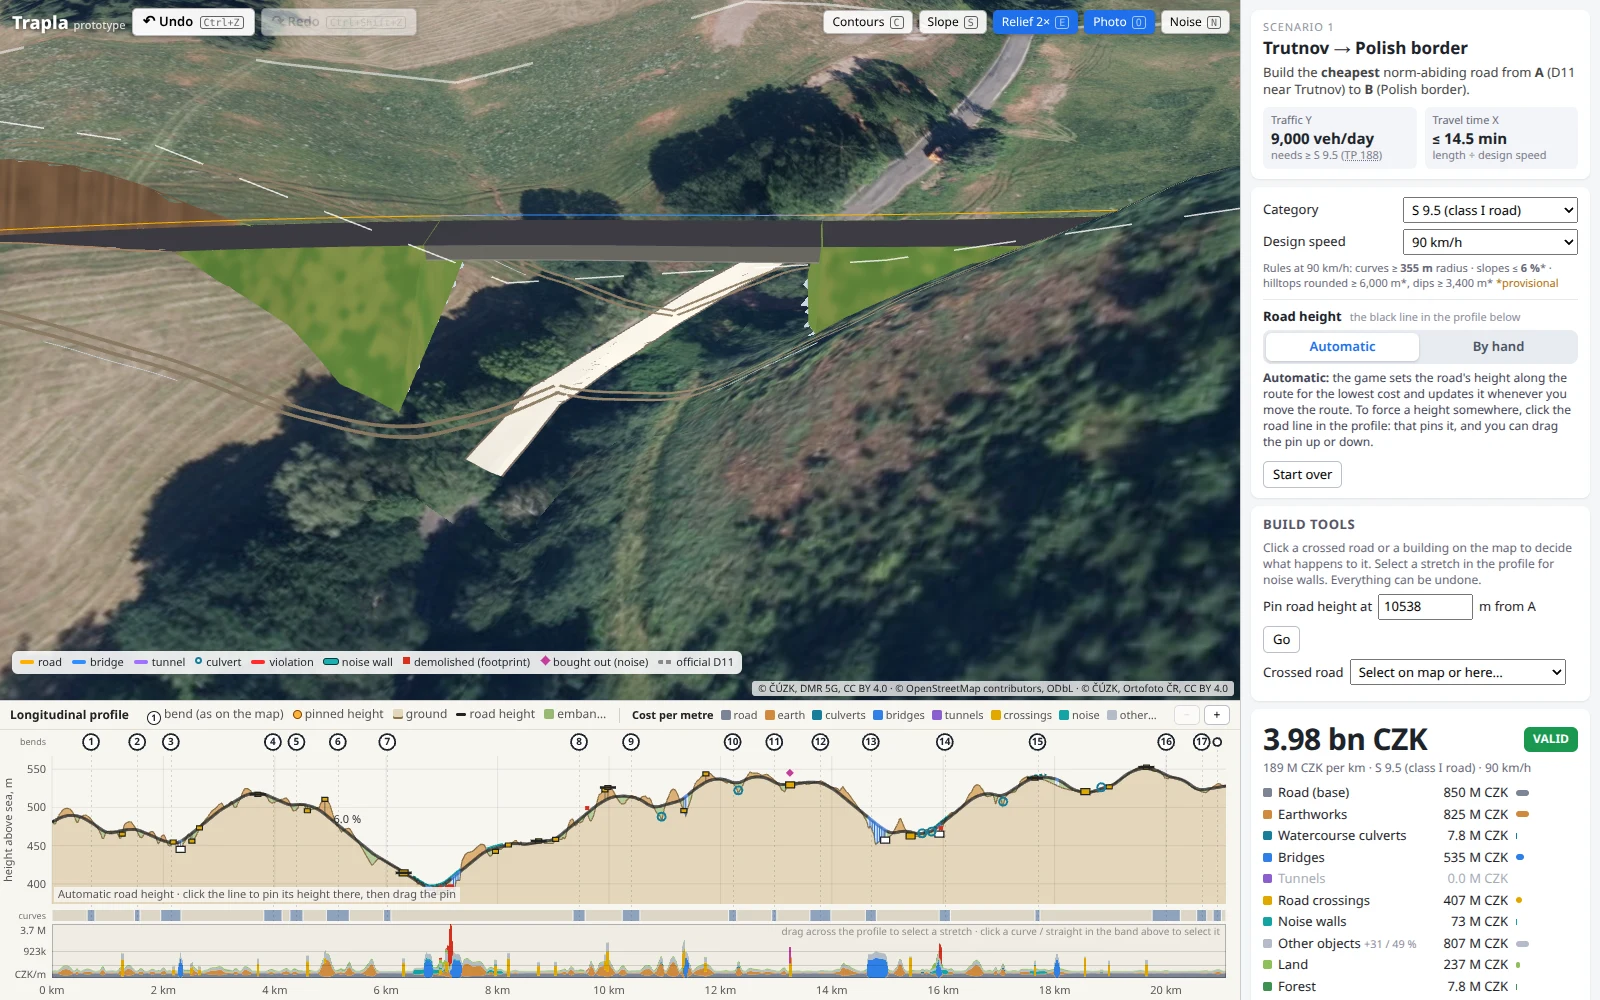 Trapla prototype
Undo Ctrl+Z
Redo Ctrl+Shift+Z
Contours C
Slope S
Relief 2× E
Photo O
Noise N
road
bridge
tunnel
culvert
violation
noise wall
demolished (footprint)
bought out (noise)
official D11
© ČÚZK, DMR 5G, CC BY 4.0 · © OpenStreetMap contributors, ODbL · © ČÚZK, Ortofoto ČR, CC BY 4.0
Longitudinal profile
1 bend (as on the map)
pinned height
ground
road height
emban...
Cost per metre
road
earth
culverts
bridges
tunnels
crossings
noise
other...
−
+
bends
1 2 3 4 5 6 7 8 9 10 11 12 13 14 15 16 17
height above sea, m
550
500
450
400
6.0 %
Automatic road height · click the line to pin its height there, then drag the pin
curves
drag across the profile to select a stretch · click a curve / straight in the band above to select it
3.7 M
923k
CZK/m
0 km 2 km 4 km 6 km 8 km 10 km 12 km 14 km 16 km 18 km 20 km
SCENARIO 1
Trutnov → Polish border
Build the cheapest norm-abiding road from A (D11
near Trutnov) to B (Polish border).
Traffic Y
9,000 veh/day
needs ≥ S 9.5 (TP 188)
Travel time X
≤ 14.5 min
length ÷ design speed
Category
S 9.5 (class I road)
Design speed
90 km/h
Rules at 90 km/h: curves ≥ 355 m radius · slopes ≤ 6 %* ·
hilltops rounded ≥ 6,000 m*, dips ≥ 3,400 m* *provisional
Road height the black line in the profile below
Automatic
By hand
Automatic: the game sets the road's height along the
route for the lowest cost and updates it whenever you
move the route. To force a height somewhere, click the
road line in the profile: that pins it, and you can drag
the pin up or down.
Start over
BUILD TOOLS
Click a crossed road or a building on the map to decide
what happens to it. Select a stretch in the profile for
noise walls. Everything can be undone.
Pin road height at 10538 m from A
Go
Crossed road Select on map or here...
3.98 bn CZK
VALID
189 M CZK per km · S 9.5 (class I road) · 90 km/h
Road (base) 850 M CZK
Earthworks 825 M CZK
Watercourse culverts 7.8 M CZK
Bridges 535 M CZK
Tunnels 0.0 M CZK
Road crossings 407 M CZK
Noise walls 73 M CZK
Other objects +31 / 49 % 807 M CZK
Land 237 M CZK
Forest 7.8 M CZK